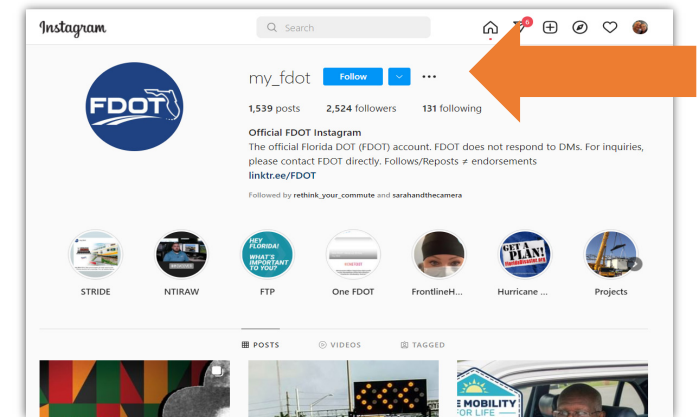 Instagram
Search
6
FDOT
my_fdot Follow
1,539 posts 2,524 followers 131 following
Official FDOT Instagram
The official Florida DOT (FDOT) account. FDOT does not respond to DMs. For inquiries,
please contact FDOT directly. Follows/Reposts ≠ endorsements
linktr.ee/FDOT
Followed by rethink_your_commute and sarahandthecamera
HEY
FLORIDA!
WHAT'S
IMPORTANT
TO YOU?
GET A
PLAN!
STRIDE NTIRAW FTP One FDOT FrontlineH... Hurricane ... Projects
POSTS VIDEOS TAGGED
E MOBILITY
FOR LIFE